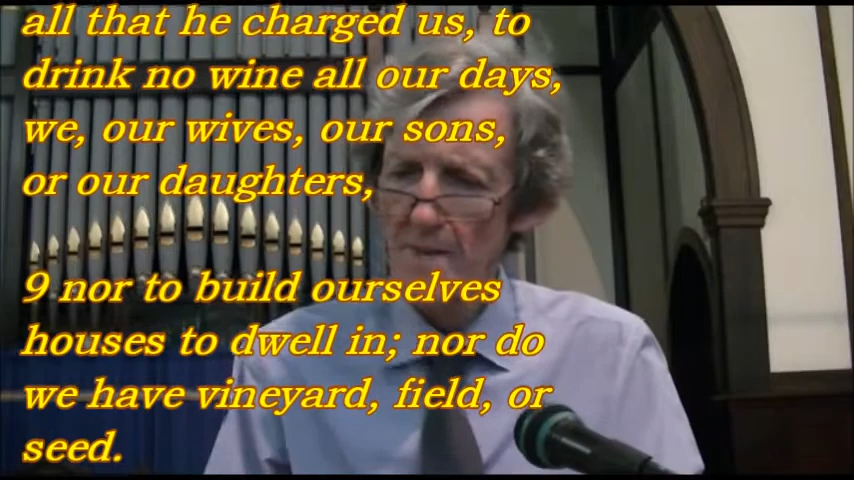 all that he charged us, to
drink no wine all our days,
we, our wives, our sons,
or our daughters,
9 nor to build ourselves
houses to dwell in; nor do
we have vineyard, field, or
seed.